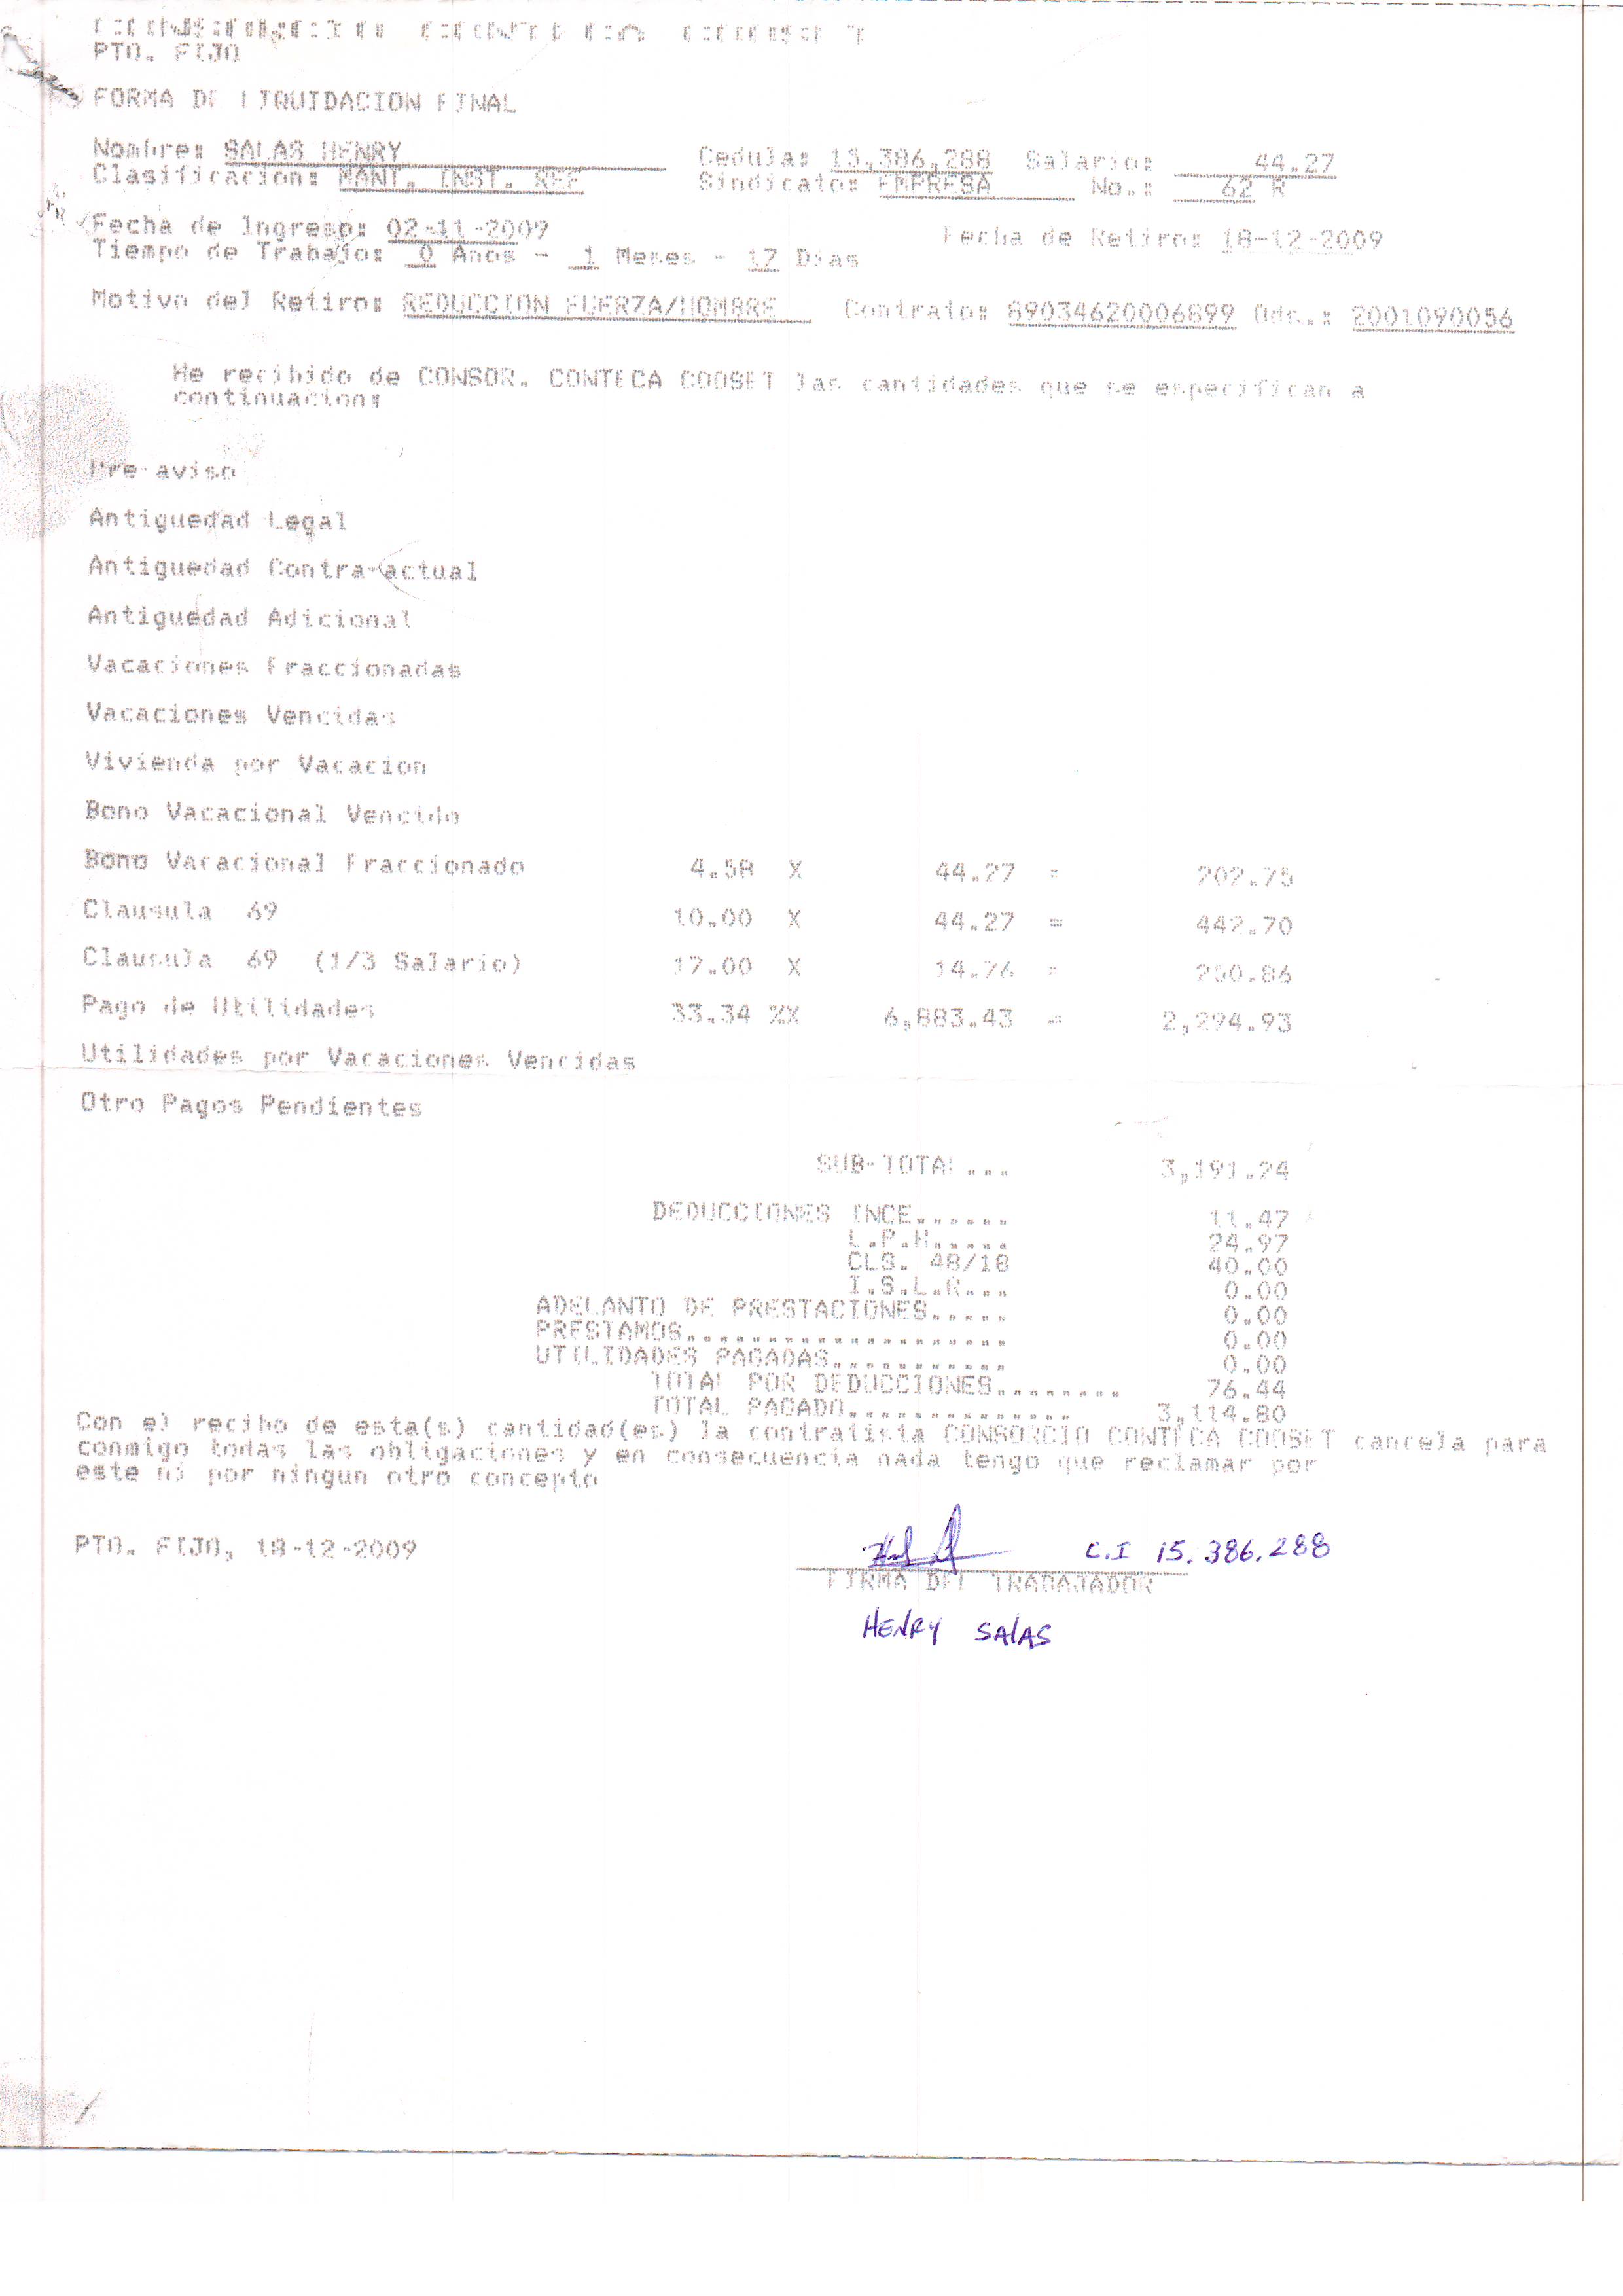 PTO. FIJO
FORMA DE LIQUIDACION FINAL
Nombre: SALAS HENRY Cedula: 15,386,288 Salario: 44.27
Clasificacion: MANT. INST. REF Sindicato: EMPRESA No.: 62 R
Fecha de Ingreso: 02-11-2009 Fecha de Retiro: 18-12-2009
Tiempo de Trabajo: 0 Anos - 1 Meses - 17 Dias
Motivo del Retiro: REDUCCION FUERZA/HOMBRE Contrato: 89034620006899 Odc.: 2001090056
He recibido de CONSOR. CONTECA COOSET las cantidades que se especifican a
continuacion:
Pre-aviso
Antiguedad Legal
Antiguedad Contra-actual
Antiguedad Adicional
Vacaciones Fraccionadas
Vacaciones Vencidas
Vivienda por Vacacion
Bono Vacacional Vencido
Bono Vacacional Fraccionado 4.58 X 44.27 = 202.75
Clausula 69 10.00 X 44.27 = 442.70
Clausula 69 (1/3 Salario) 17.00 X 14.76 = 250.86
Pago de Utilidades 33.34 %X 6,883.43 = 2,294.93
Utilidades por Vacaciones Vencidas
Otro Pagos Pendientes
SUB-TOTAL... 3,191.24
DEDUCCIONES INCE...... 11.47
L.P.H..... 24.97
CLS. 48/18 40.00
I.S.L.R... 0.00
ADELANTO DE PRESTACIONES..... 0.00
PRESTAMOS.................... 0.00
UTILIDADES PAGADAS........... 0.00
TOTAL POR DEDUCCIONES........ 76.44
TOTAL PAGADO.............. 3,114.80
Con el recibo de esta(s) cantidad(es) la contratista CONSORCIO CONTECA COOSET cancela para
conmigo todas las obligaciones y en consecuencia nada tengo que reclamar por
este ni por ningun otro concepto
PTO. FIJO, 18-12-2009 C.I 15.386.288
FIRMA DEL TRABAJADOR
HENRY SALAS